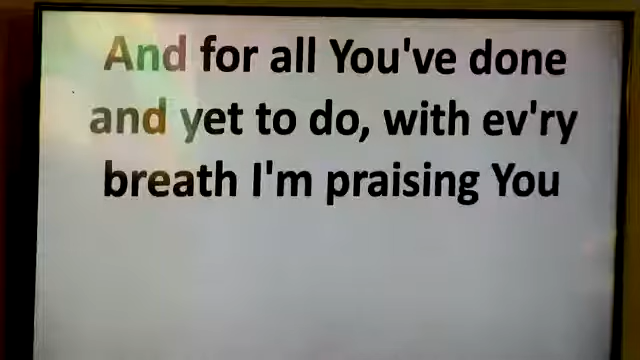 And for all You've done
and yet to do, with ev'ry
breath I'm praising You